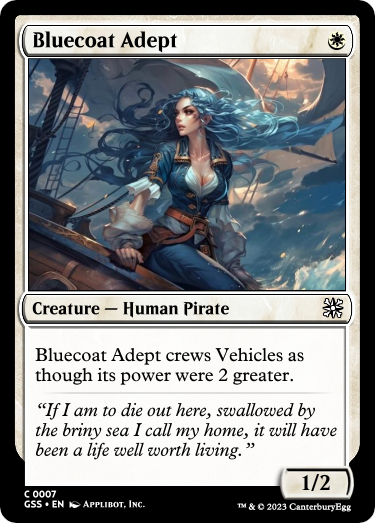 Bluecoat Adept
Creature — Human Pirate
Bluecoat Adept crews Vehicles as
though its power were 2 greater.
“If I am to die out here, swallowed by
the briny sea I call my home, it will have
been a life well worth living.”
1/2
C 0007
GSS • EN APPLIBOT, INC.
™ & © 2023 CanterburyEgg